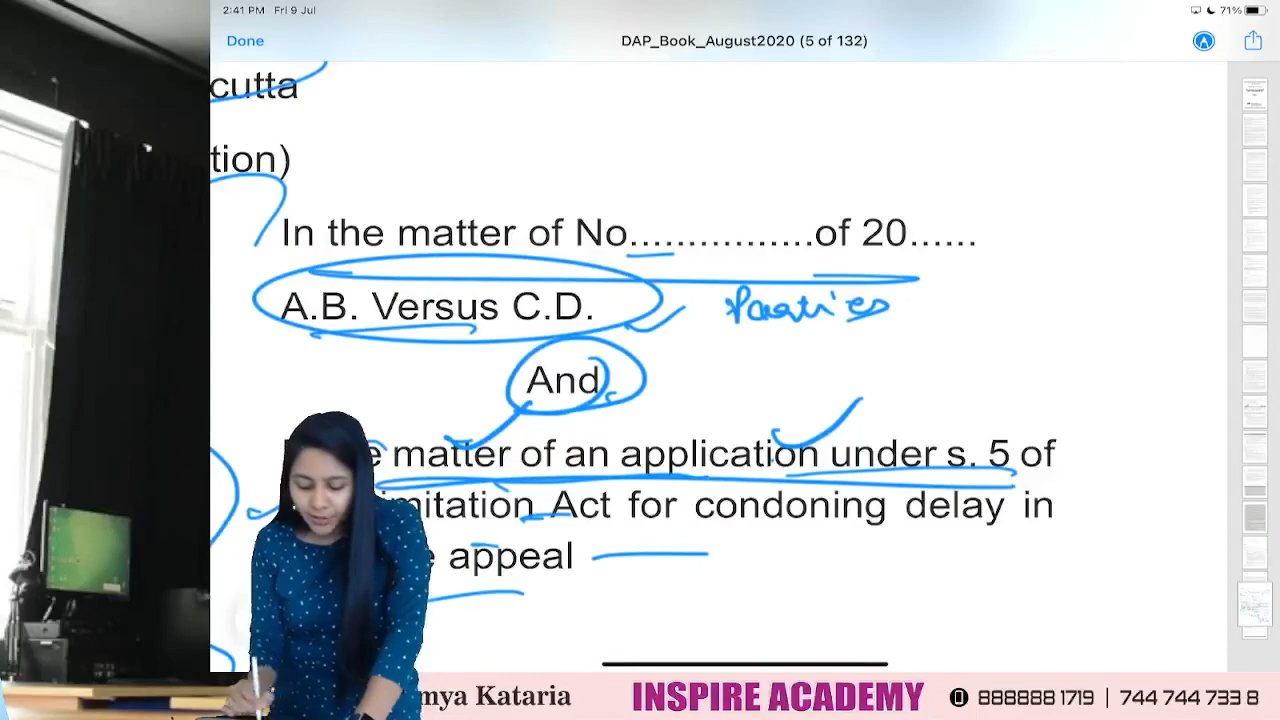 2:41 PM Fri 9 Jul
71%
Done
DAP_Book_August2020 (5 of 132)
cutta
tion)
In the matter of No................of 20......
A.B. Versus C.D.
Parties
And
e matter of an application under s. 5 of
imitation Act for condoning delay in
e appeal
mya Kataria
INSPIRE ACADEMY
888888 1719 | 744 744 733 8